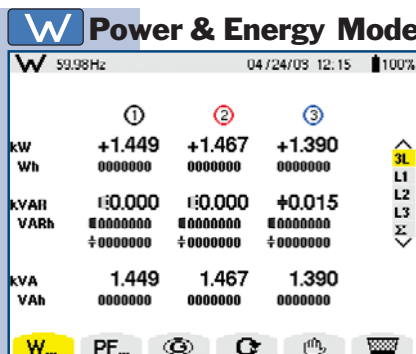 W Power & Energy Mode
W 59.98Hz 04/24/03 12:15 100%
1 2 3
kW +1.449 +1.467 +1.390
Wh 0000000 0000000 0000000
kVAR 0.000 0.000 0.015
VARh 0000000 0000000 0000000
0000000 0000000 0000000
kVA 1.449 1.467 1.390
VAh 0000000 0000000 0000000
3L
L1
L2
L3
Σ
W... PF...